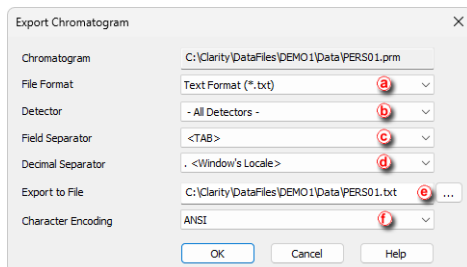 Export Chromatogram
Chromatogram C:\Clarity\DataFiles\DEMO1\Data\PERS01.prm
File Format Text Format (*.txt) a
Detector - All Detectors - b
Field Separator <TAB> c
Decimal Separator . <Window's Locale> d
Export to File C:\Clarity\DataFiles\DEMO1\Data\PERS01.txt e ...
Character Encoding ANSI f
OK Cancel Help